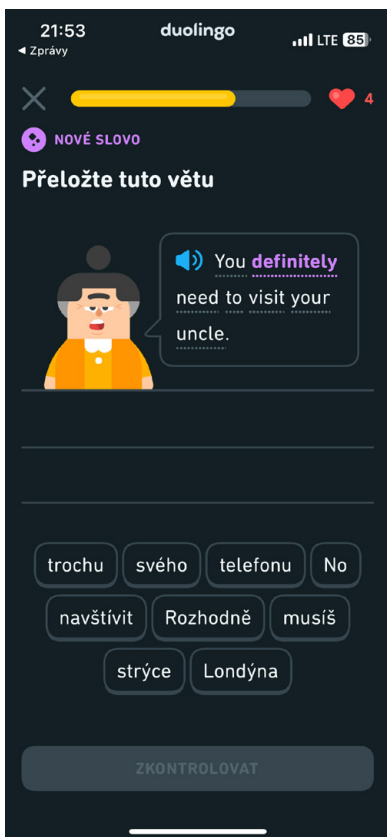 21:53
duolingo
LTE 85
◀ Zprávy
4
NOVÉ SLOVO
Přeložte tuto větu
You definitely
need to visit your
uncle.
trochu svého telefonu No
navštívit Rozhodně musíš
strýce Londýna
ZKONTROLOVAT